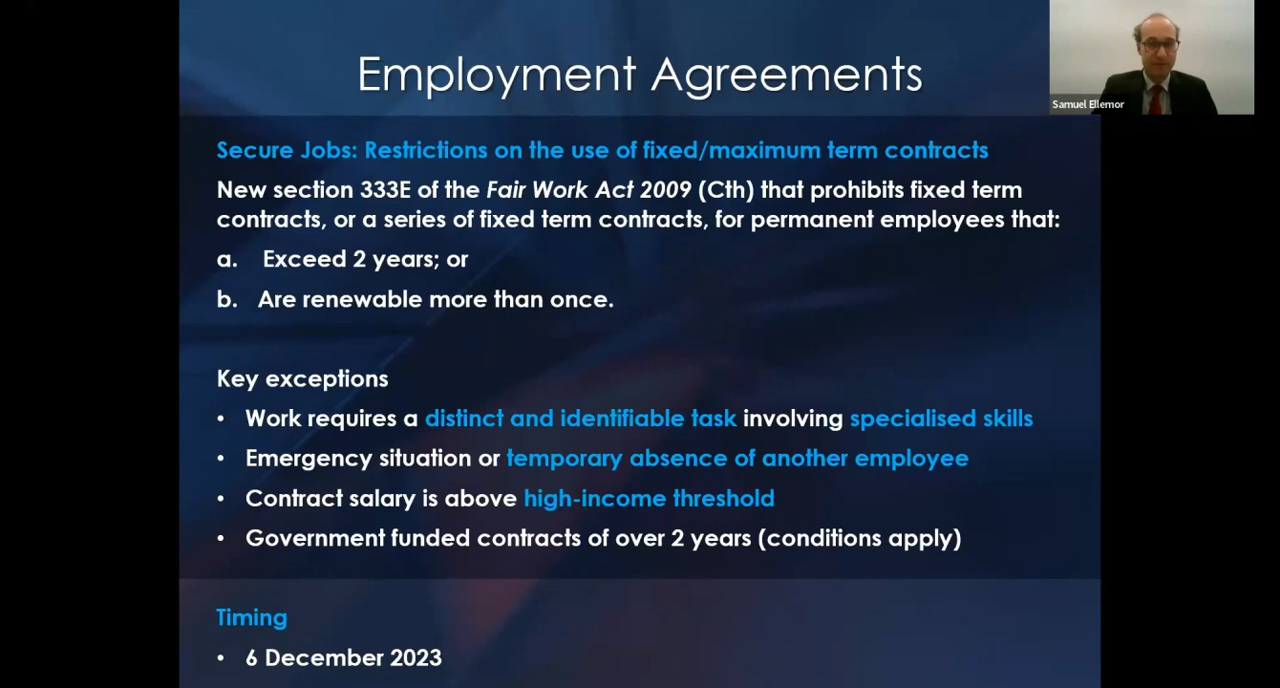 Employment Agreements
Samuel Ellemor
Secure Jobs: Restrictions on the use of fixed/maximum term contracts
New section 333E of the Fair Work Act 2009 (Cth) that prohibits fixed term
contracts, or a series of fixed term contracts, for permanent employees that:
a. Exceed 2 years; or
b. Are renewable more than once.
Key exceptions
• Work requires a distinct and identifiable task involving specialised skills
• Emergency situation or temporary absence of another employee
• Contract salary is above high-income threshold
• Government funded contracts of over 2 years (conditions apply)
Timing
• 6 December 2023